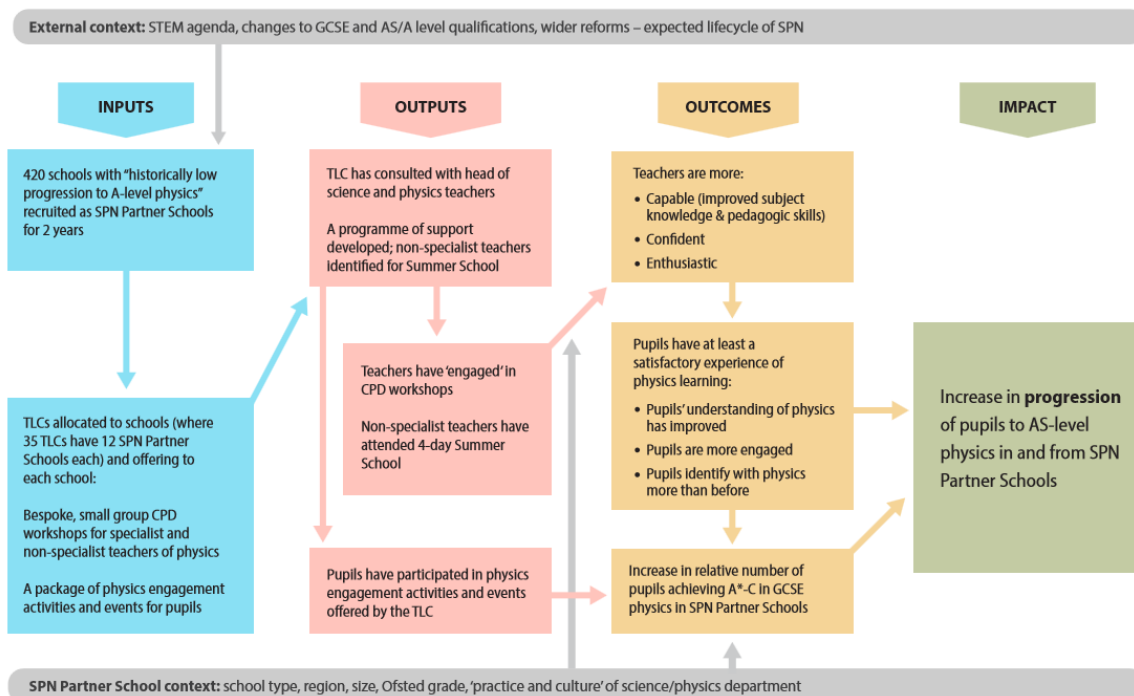 External context: STEM agenda, changes to GCSE and AS/A level qualifications, wider reforms – expected lifecycle of SPN
INPUTS
OUTPUTS
OUTCOMES
IMPACT
420 schools with “historically low
progression to A-level physics”
recruited as SPN Partner Schools
for 2 years
TLCs allocated to schools (where
35 TLCs have 12 SPN Partner
Schools each) and offering to
each school:
Bespoke, small group CPD
workshops for specialist and
non-specialist teachers of physics
A package of physics engagement
activities and events for pupils
TLC has consulted with head of
science and physics teachers
A programme of support
developed; non-specialist teachers
identified for Summer School
Teachers have ‘engaged’ in
CPD workshops
Non-specialist teachers have
attended 4-day Summer
School
Pupils have participated in physics
engagement activities and events
offered by the TLC
Teachers are more:
• Capable (improved subject
knowledge & pedagogic skills)
• Confident
• Enthusiastic
Pupils have at least a
satisfactory experience of
physics learning:
• Pupils’ understanding of physics
has improved
• Pupils are more engaged
• Pupils identify with physics
more than before
Increase in relative number of
pupils achieving A*-C in GCSE
physics in SPN Partner Schools
Increase in progression
of pupils to AS-level
physics in and from SPN
Partner Schools
SPN Partner School context: school type, region, size, Ofsted grade, ‘practice and culture’ of science/physics department